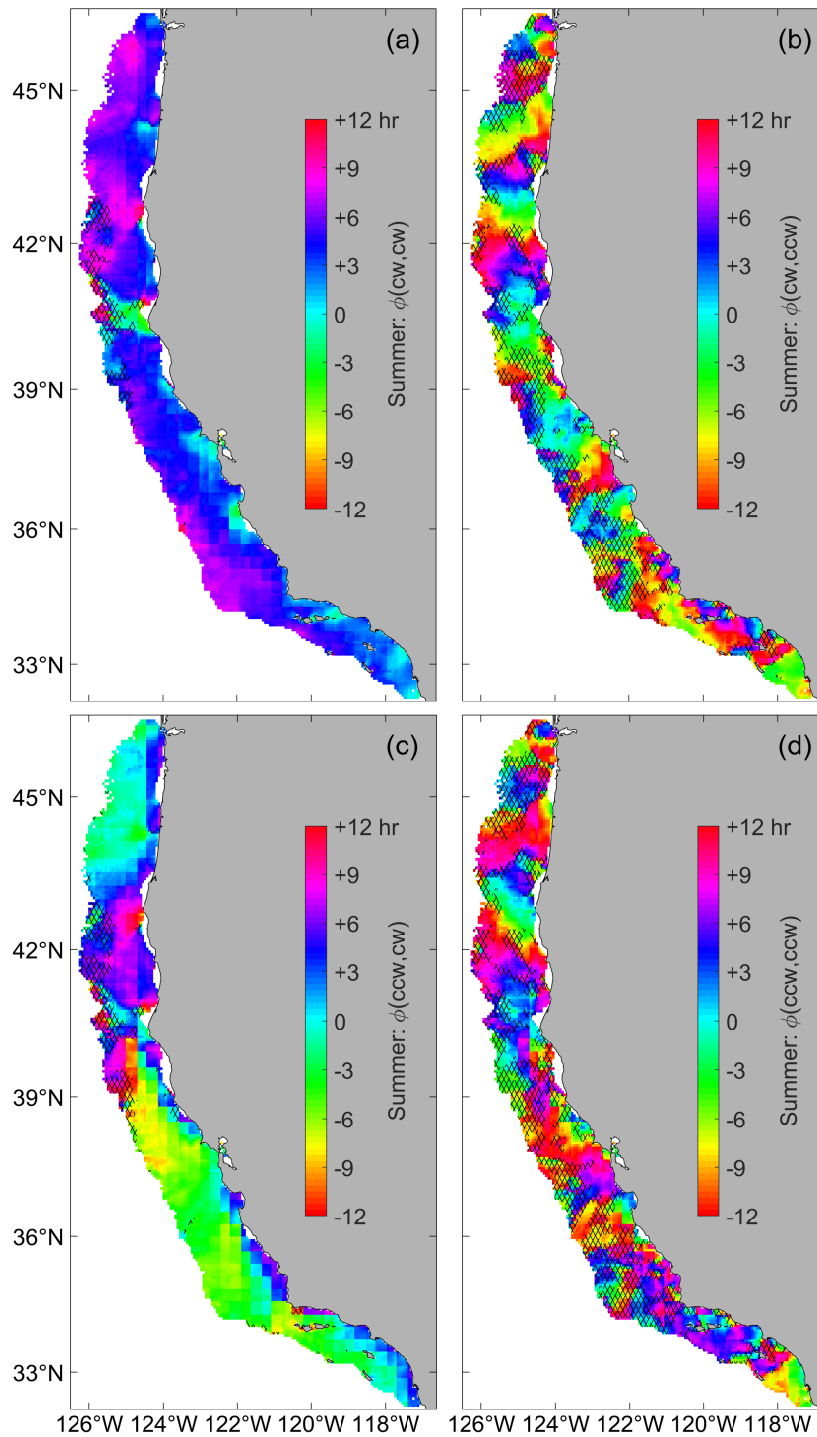 (a)
45°N
42°N
39°N
36°N
33°N
+12 hr
+9
+6
+3
0
-3
-6
-9
-12
Summer: ϕ(cw,cw)
(b)
+12 hr
+9
+6
+3
0
-3
-6
-9
-12
Summer: ϕ(cw,ccw)
(c)
45°N
42°N
39°N
36°N
33°N
+12 hr
+9
+6
+3
0
-3
-6
-9
-12
Summer: ϕ(ccw,cw)
126°W 124°W 122°W 120°W 118°W
(d)
+12 hr
+9
+6
+3
0
-3
-6
-9
-12
Summer: ϕ(ccw,ccw)
126°W 124°W 122°W 120°W 118°W